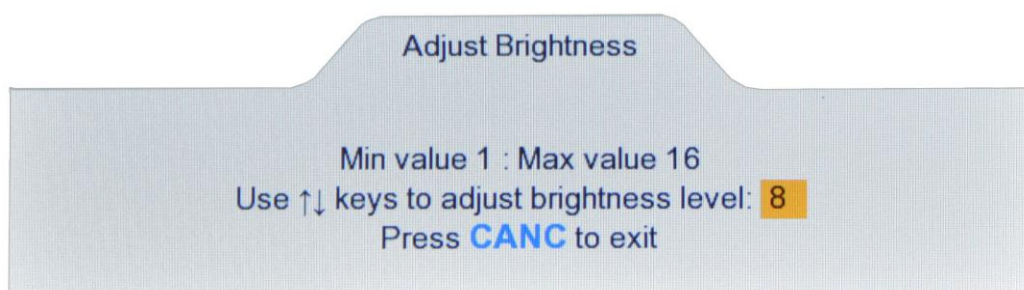 Adjust Brightness
Min value 1 : Max value 16
Use ↑↓ keys to adjust brightness level: 8
Press CANC to exit